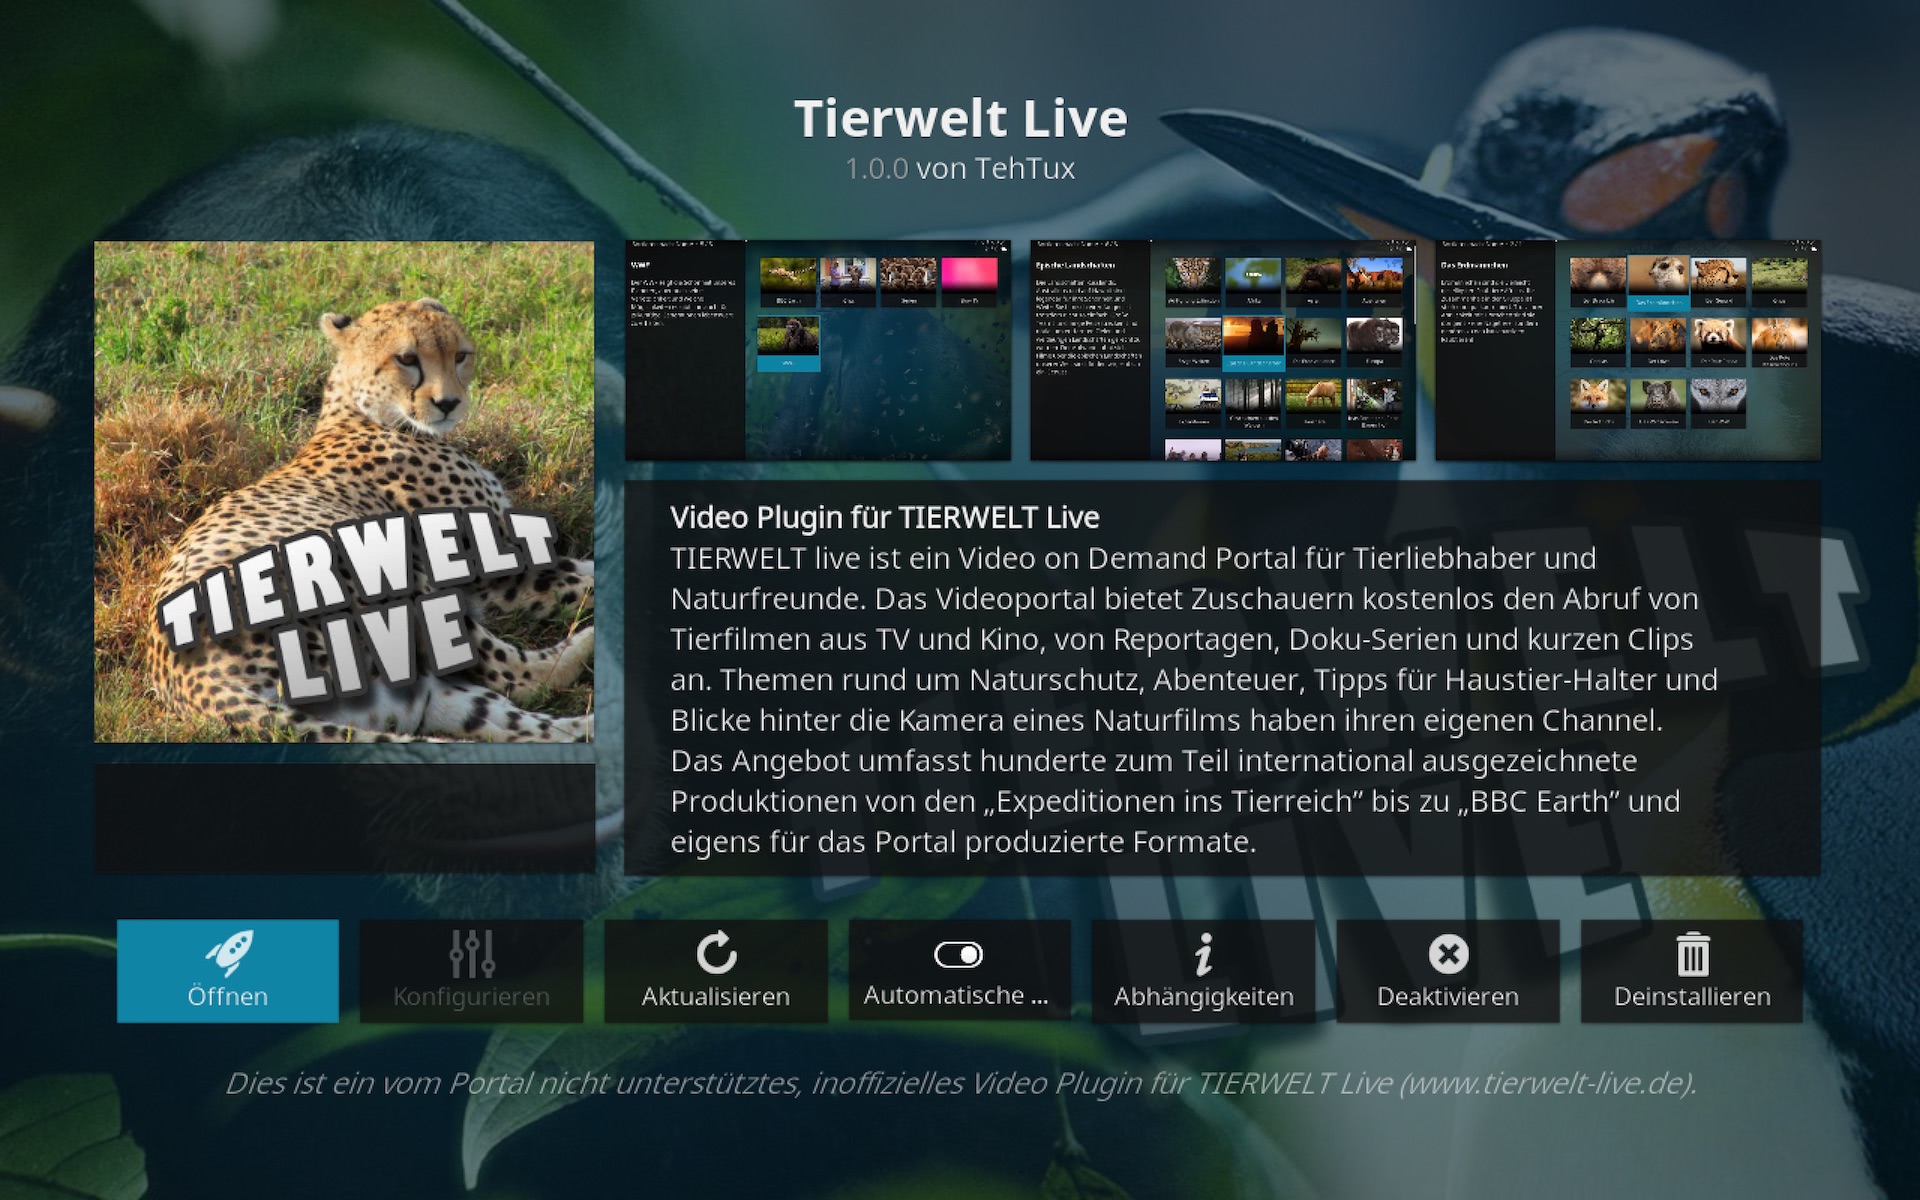 Tierwelt Live
1.0.0 von TehTux
WWF
Epische Landschaften
Das Erdmännchen
TIERWELT
LIVE
Video Plugin für TIERWELT Live
TIERWELT live ist ein Video on Demand Portal für Tierliebhaber und
Naturfreunde. Das Videoportal bietet Zuschauern kostenlos den Abruf von
Tierfilmen aus TV und Kino, von Reportagen, Doku-Serien und kurzen Clips
an. Themen rund um Naturschutz, Abenteuer, Tipps für Haustier-Halter und
Blicke hinter die Kamera eines Naturfilms haben ihren eigenen Channel.
Das Angebot umfasst hunderte zum Teil international ausgezeichnete
Produktionen von den „Expeditionen ins Tierreich” bis zu „BBC Earth” und
eigens für das Portal produzierte Formate.
Öffnen
Konfigurieren
Aktualisieren
Automatische ...
Abhängigkeiten
Deaktivieren
Deinstallieren
Dies ist ein vom Portal nicht unterstütztes, inoffizielles Video Plugin für TIERWELT Live (www.tierwelt-live.de).